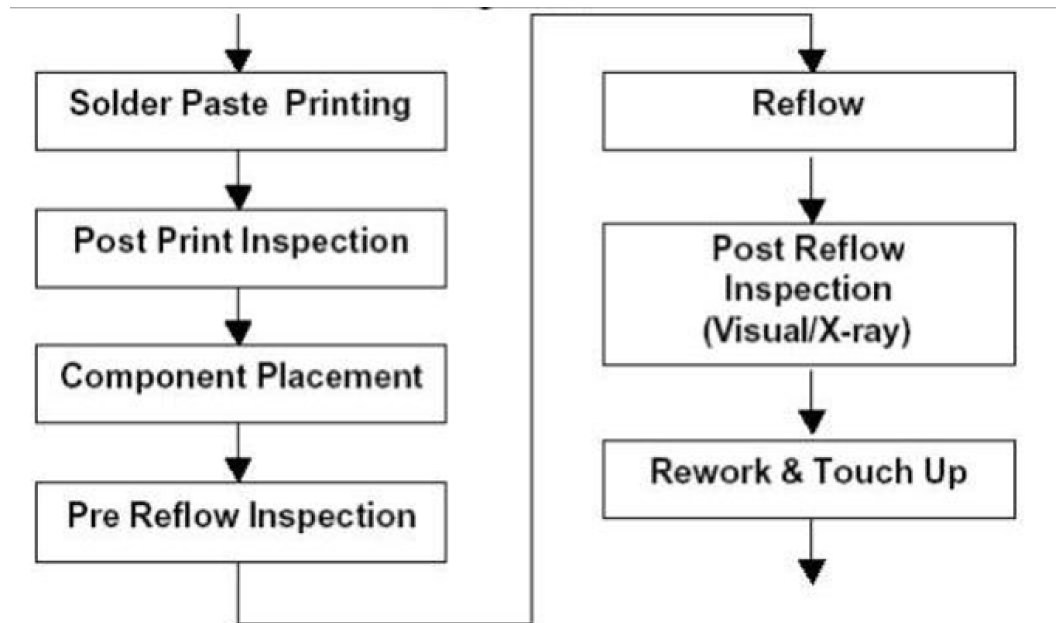 Solder Paste Printing
Post Print Inspection
Component Placement
Pre Reflow Inspection
Reflow
Post Reflow
Inspection
(Visual/X-ray)
Rework & Touch Up